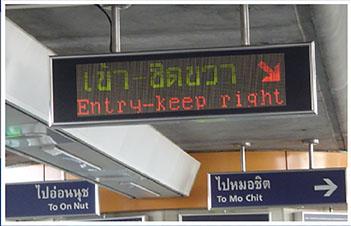 เข้า-ชิดขวา
Entry-keep right
ไปอ่อนนุช
To On Nut
ไปหมอชิต
To Mo Chit